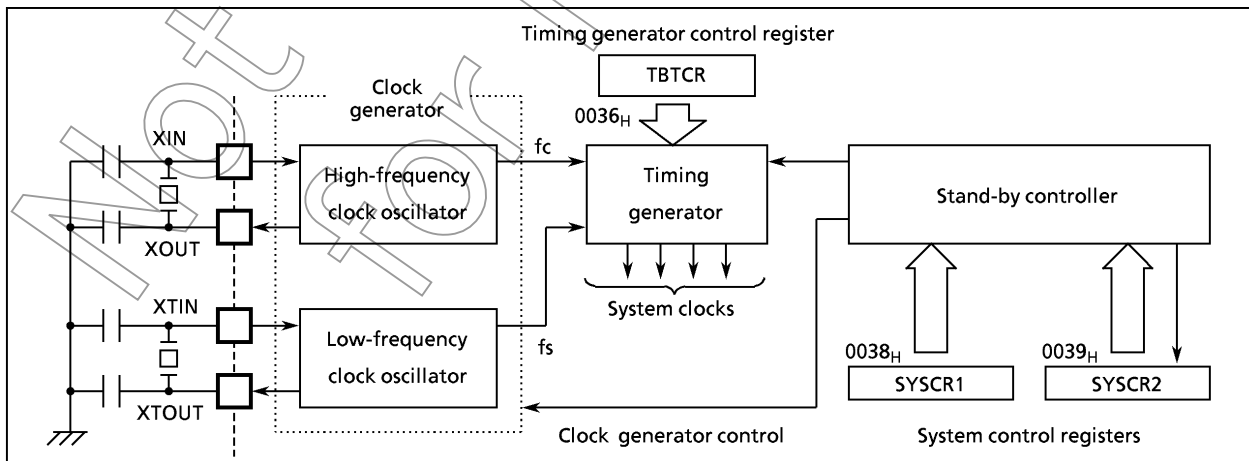 Timing generator control register
TBTCR
0036H
Clock
generator
XIN
High-frequency
clock oscillator
XOUT
fc
Timing
generator
Stand-by controller
System clocks
XTIN
Low-frequency
clock oscillator
XTOUT
fs
0038H
SYSCR1
0039H
SYSCR2
Clock generator control
System control registers
Not
for